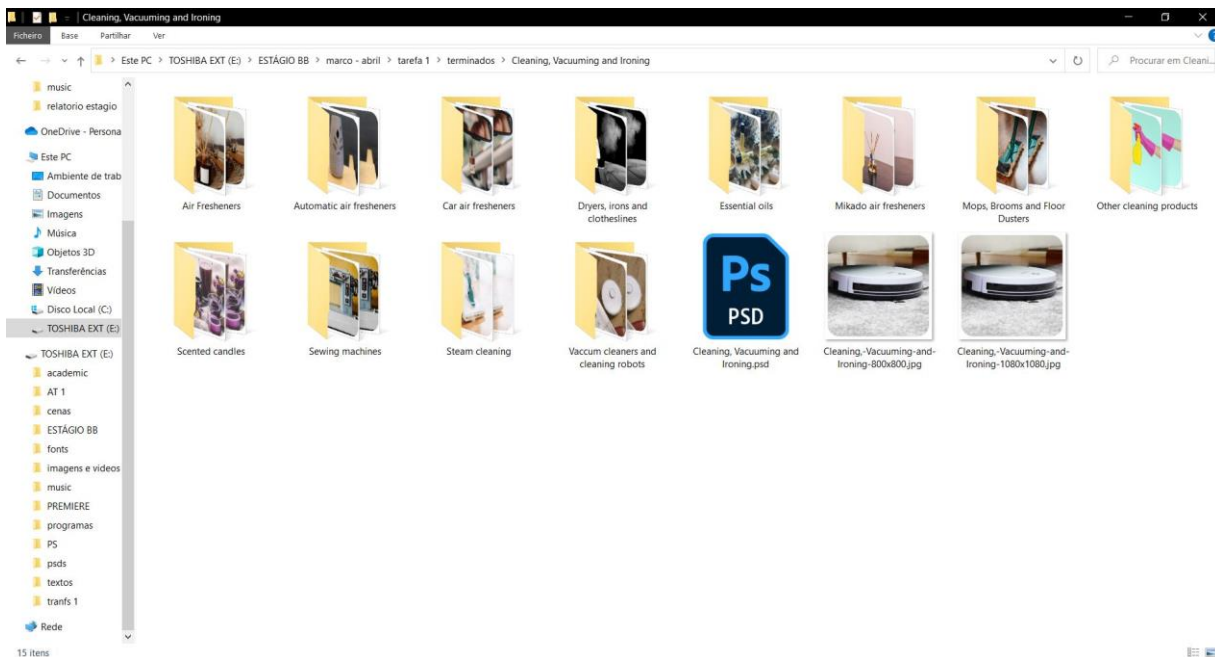 Cleaning, Vacuuming and Ironing
Ficheiro Base Partilhar Ver
Este PC > TOSHIBA EXT (E:) > ESTÁGIO BB > marco - abril > tarefa 1 > terminados > Cleaning, Vacuuming and Ironing
Procurar em Cleani...
music
relatorio estagio
OneDrive - Persona
Este PC
Ambiente de trab
Documentos
Imagens
Música
Objetos 3D
Transferências
Vídeos
Disco Local (C:)
TOSHIBA EXT (E:)
TOSHIBA EXT (E:)
academic
AT 1
cenas
ESTÁGIO BB
fonts
imagens e videos
music
PREMIERE
programas
PS
psds
textos
tranfs 1
Rede
Air Fresheners
Automatic air fresheners
Car air fresheners
Dryers, irons and
clotheslines
Essential oils
Mikado air fresheners
Mops, Brooms and Floor
Dusters
Other cleaning products
Scented candles
Sewing machines
Steam cleaning
Vaccum cleaners and
cleaning robots
Ps
PSD
Cleaning, Vacuuming and
Ironing.psd
Cleaning,-Vacuuming-and-
Ironing-800x800.jpg
Cleaning,-Vacuuming-and-
Ironing-1080x1080.jpg
15 itens